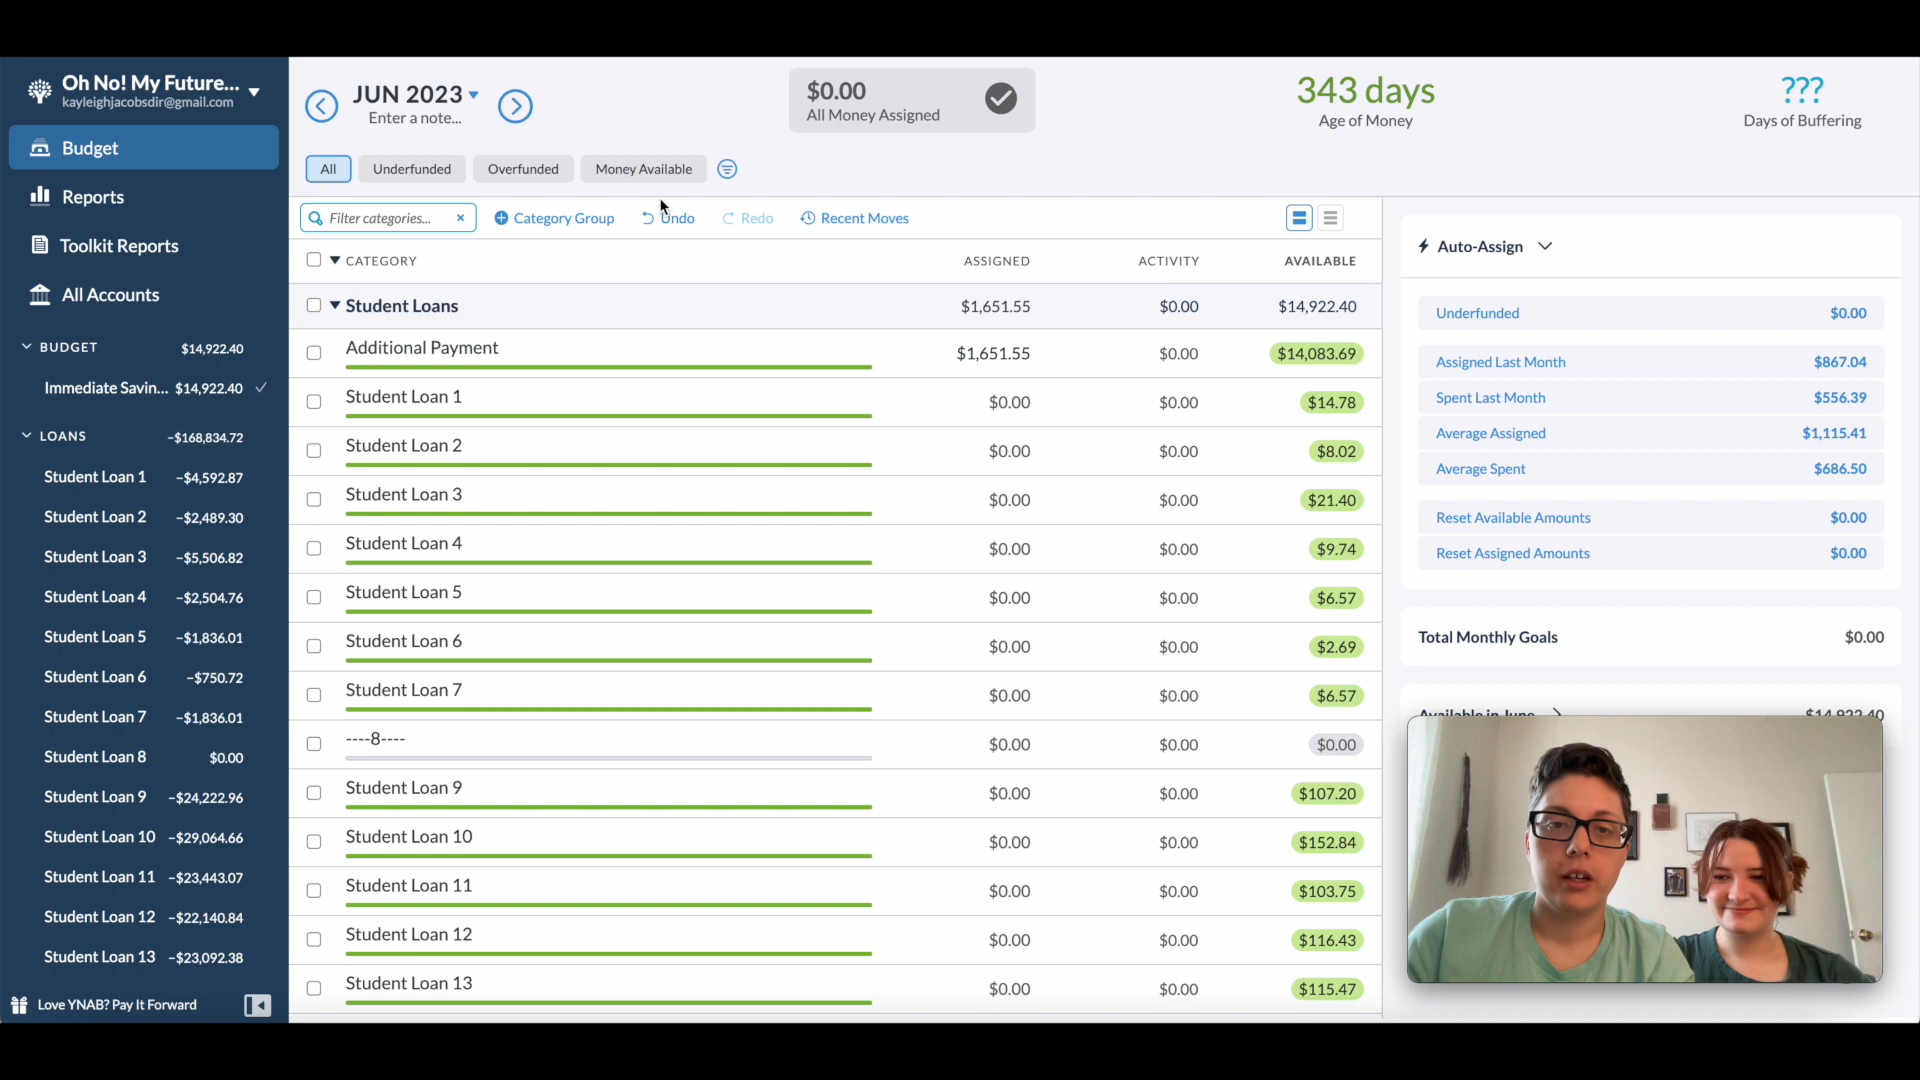 Oh No! My Future...
kayleighjacobsdir@gmail.com
Budget
Reports
Toolkit Reports
All Accounts
BUDGET $14,922.40
Immediate Savin... $14,922.40
LOANS -$168,834.72
Student Loan 1 -$4,592.87
Student Loan 2 -$2,489.30
Student Loan 3 -$5,506.82
Student Loan 4 -$2,504.76
Student Loan 5 -$1,836.01
Student Loan 6 -$750.72
Student Loan 7 -$1,836.01
Student Loan 8 $0.00
Student Loan 9 -$24,222.96
Student Loan 10 -$29,064.66
Student Loan 11 -$23,443.07
Student Loan 12 -$22,140.84
Student Loan 13 -$23,092.38
Love YNAB? Pay It Forward
JUN 2023
Enter a note...
$0.00
All Money Assigned
343 days
Age of Money
???
Days of Buffering
All Underfunded Overfunded Money Available
Filter categories... Category Group Undo Redo Recent Moves
CATEGORY ASSIGNED ACTIVITY AVAILABLE
Student Loans $1,651.55 $0.00 $14,922.40
Additional Payment $1,651.55 $0.00 $14,083.69
Student Loan 1 $0.00 $0.00 $14.78
Student Loan 2 $0.00 $0.00 $8.02
Student Loan 3 $0.00 $0.00 $21.40
Student Loan 4 $0.00 $0.00 $9.74
Student Loan 5 $0.00 $0.00 $6.57
Student Loan 6 $0.00 $0.00 $2.69
Student Loan 7 $0.00 $0.00 $6.57
----8---- $0.00 $0.00 $0.00
Student Loan 9 $0.00 $0.00 $107.20
Student Loan 10 $0.00 $0.00 $152.84
Student Loan 11 $0.00 $0.00 $103.75
Student Loan 12 $0.00 $0.00 $116.43
Student Loan 13 $0.00 $0.00 $115.47
Auto-Assign
Underfunded $0.00
Assigned Last Month $867.04
Spent Last Month $556.39
Average Assigned $1,115.41
Average Spent $686.50
Reset Available Amounts $0.00
Reset Assigned Amounts $0.00
Total Monthly Goals $0.00
Available in June $14,922.40